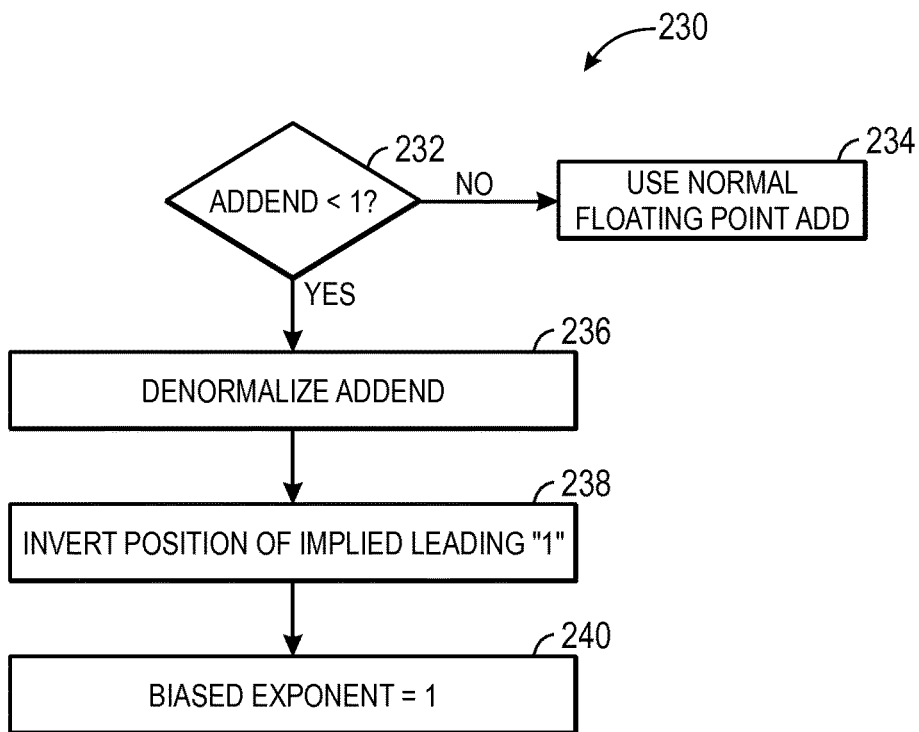 230
232
ADDEND < 1?
NO
234
USE NORMAL
FLOATING POINT ADD
YES
236
DENORMALIZE ADDEND
238
INVERT POSITION OF IMPLIED LEADING "1"
240
BIASED EXPONENT = 1